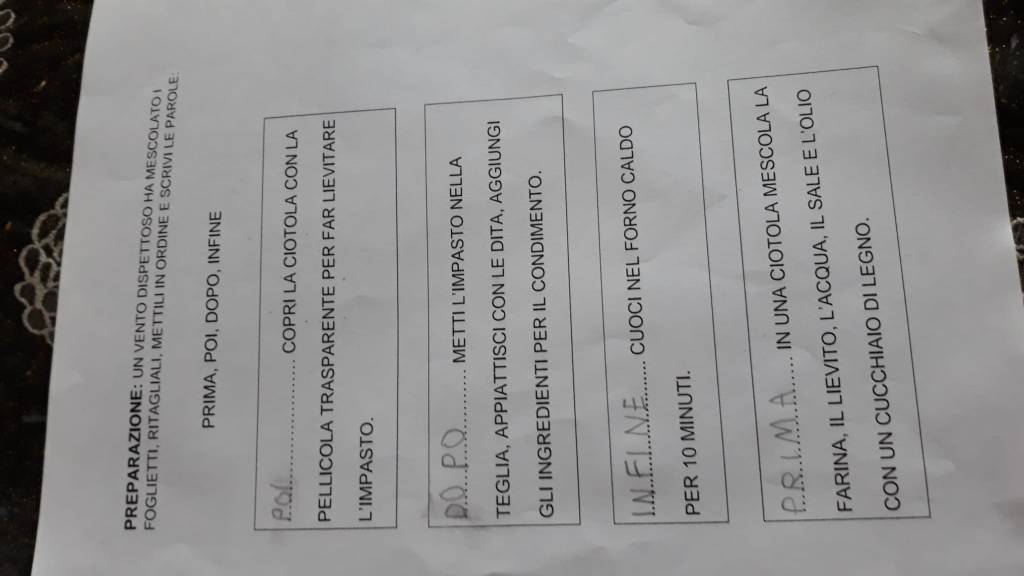 PREPARAZIONE: UN VENTO DISPETTOSO HA MESCOLATO I
FOGLIETTI, RITAGLIALI, METTILI IN ORDINE E SCRIVI LE PAROLE:
PRIMA, POI, DOPO, INFINE
POI.................. COPRI LA CIOTOLA CON LA
PELLICOLA TRASPARENTE PER FAR LIEVITARE
L'IMPASTO.
DOPO.......... METTI L'IMPASTO NELLA
TEGLIA, APPIATTISCI CON LE DITA, AGGIUNGI
GLI INGREDIENTI PER IL CONDIMENTO.
INFINE....... CUOCI NEL FORNO CALDO
PER 10 MINUTI.
PRIMA...... IN UNA CIOTOLA MESCOLA LA
FARINA, IL LIEVITO, L'ACQUA, IL SALE E L'OLIO
CON UN CUCCHIAIO DI LEGNO.